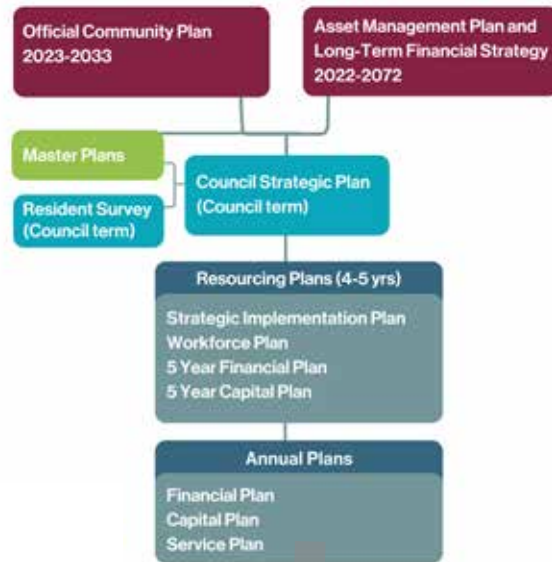 Official Community Plan
2023-2033
Asset Management Plan and
Long-Term Financial Strategy
2022-2072
Master Plans
Resident Survey
(Council term)
Council Strategic Plan
(Council term)
Resourcing Plans (4-5 yrs)
Strategic Implementation Plan
Workforce Plan
5 Year Financial Plan
5 Year Capital Plan
Annual Plans
Financial Plan
Capital Plan
Service Plan